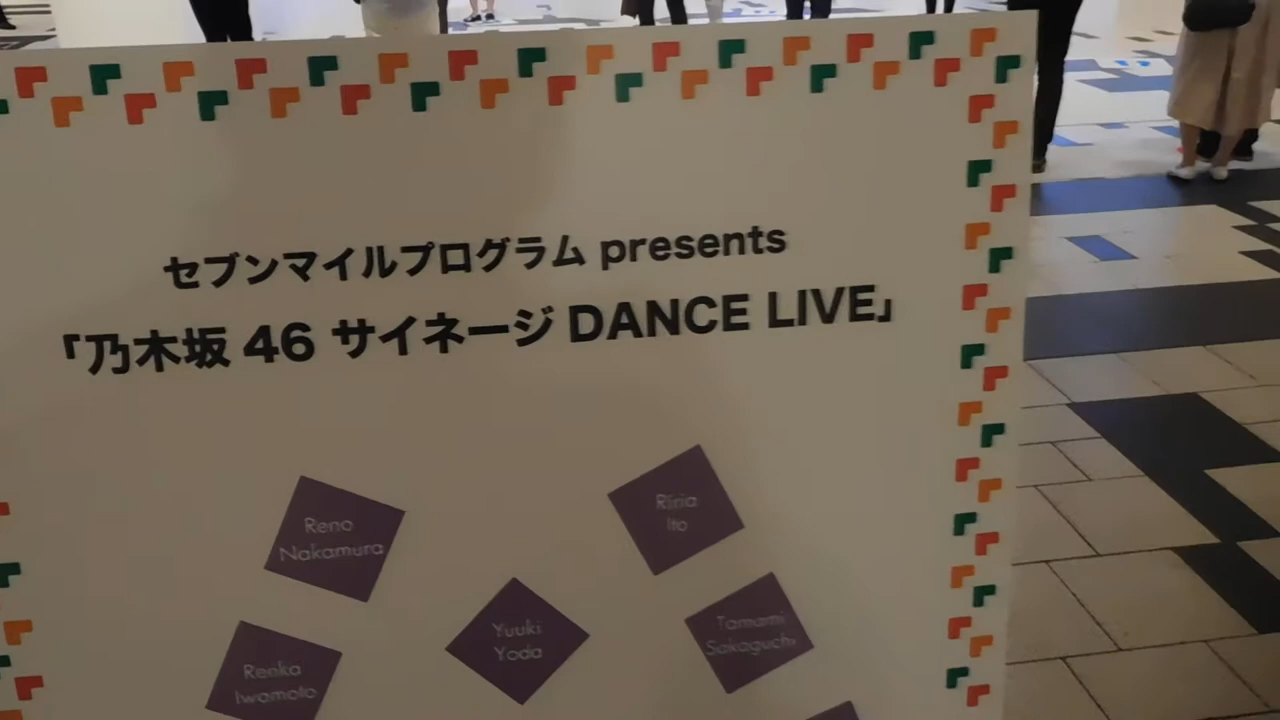 セブンマイルプログラム presents
「乃木坂 46 サイネージ DANCE LIVE」
Reno
Nakamura
Riria
Ito
Yuuki
Yoda
Tamami
Sakaguchi
Renka
Iwamoto